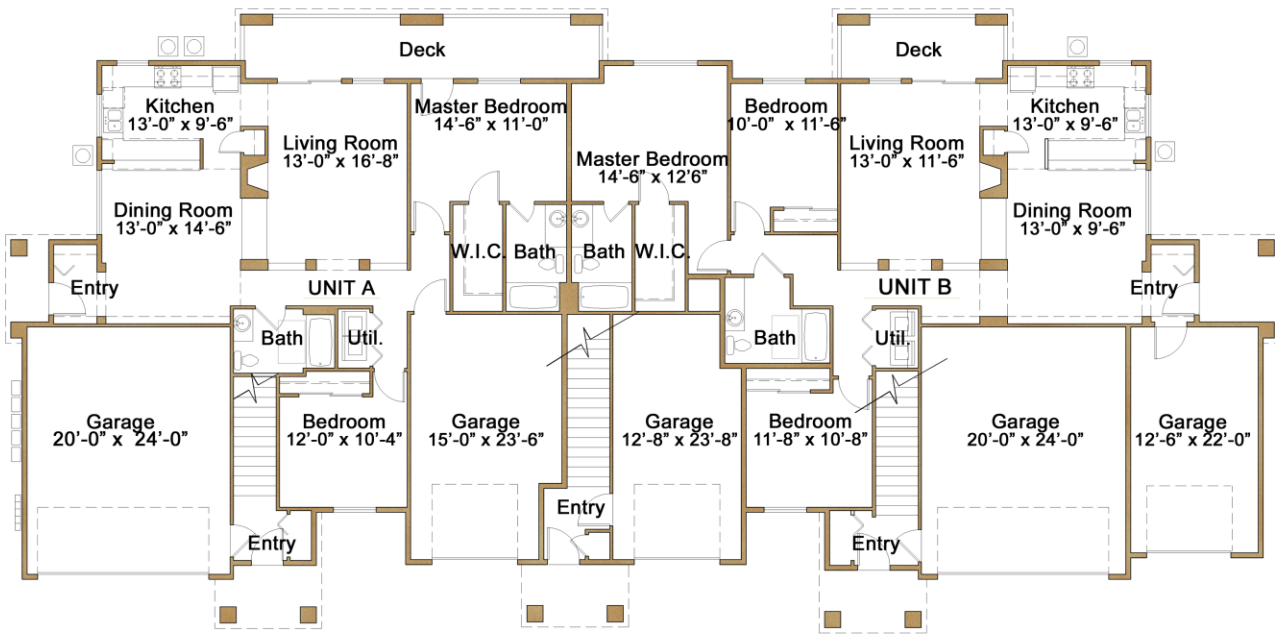 Deck
Deck
Kitchen
13'-0" x 9'-6"
Living Room
13'-0" x 16'-8"
Master Bedroom
14'-6" x 11'-0"
Master Bedroom
14'-6" x 12'6"
Bedroom
10'-0" x 11'-6"
Living Room
13'-0" x 11'-6"
Kitchen
13'-0" x 9'-6"
Dining Room
13'-0" x 14'-6"
Dining Room
13'-0" x 9'-6"
W.I.C.
Bath
Bath
W.I.C.
Entry
UNIT A
UNIT B
Entry
Bath
Util.
Bath
Util.
Garage
20'-0" x 24'-0"
Bedroom
12'-0" x 10'-4"
Garage
15'-0" x 23'-6"
Garage
12'-8" x 23'-8"
Bedroom
11'-8" x 10'-8"
Garage
20'-0" x 24'-0"
Garage
12'-6" x 22'-0"
Entry
Entry
Entry